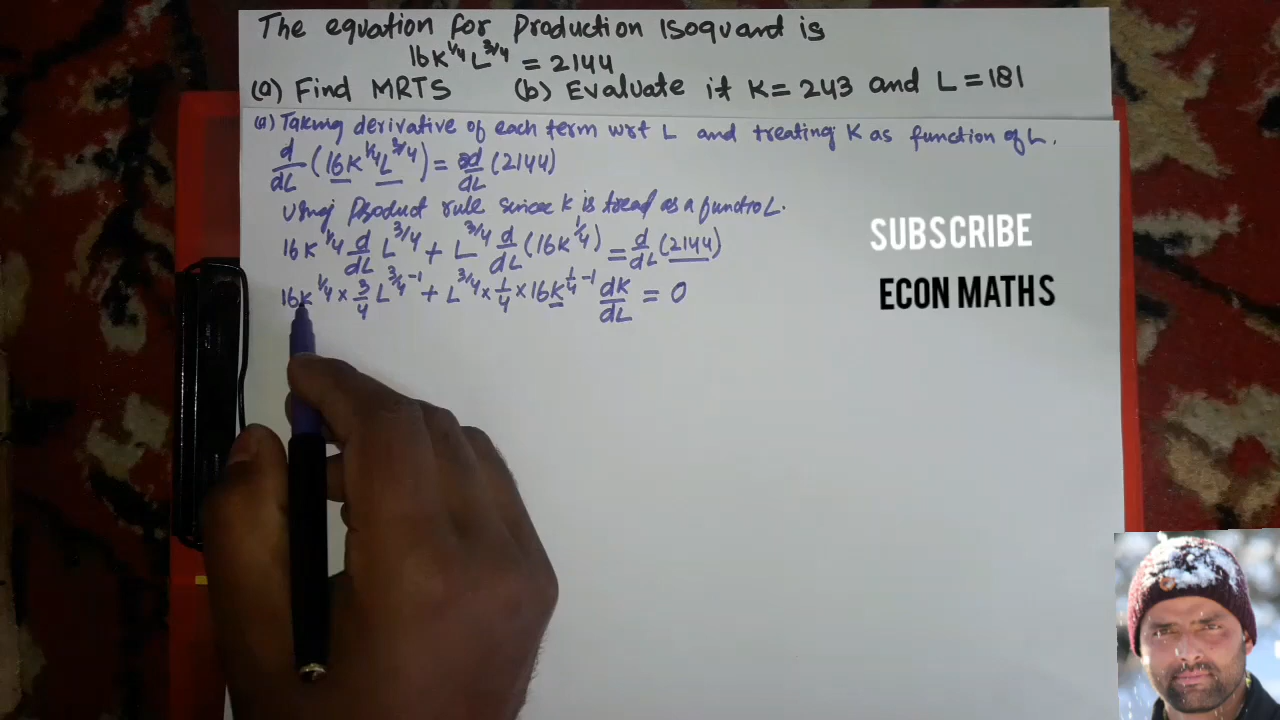 The equation for Production Isoquant is
16K^1/4 L^3/4 = 2144
(a) Find MRTS (b) Evaluate if K = 243 and L = 181
(a) Taking derivative of each term wrt L and treating K as function of L.
d/dL (16K^1/4 L^3/4) = d/dL (2144)
Using Product rule since K is tread as a functio L.
16K^1/4 d/dL L^3/4 + L^3/4 d/dL (16K^1/4) = d/dL (2144)
16K^1/4 × 3/4 L^3/4-1 + L^3/4 × 1/4 × 16K^1/4-1 dK/dL = 0
SUBSCRIBE
ECON MATHS